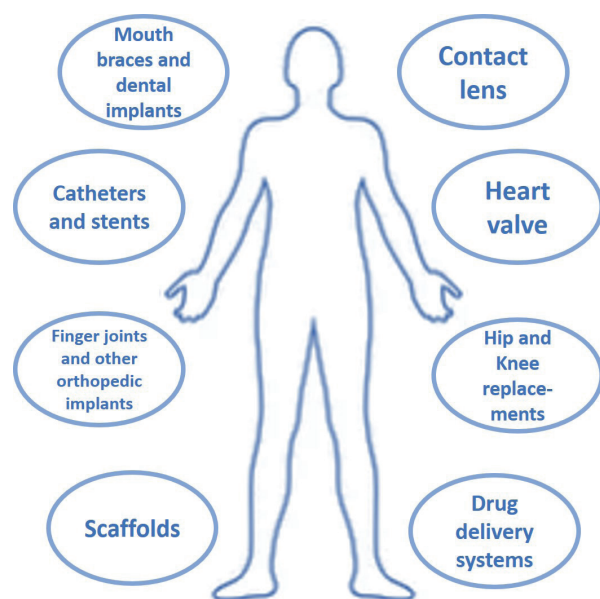 Mouth
braces and
dental
implants
Contact
lens
Catheters
and stents
Heart
valve
Finger joints
and other
orthopedic
implants
Hip and
Knee
replace-
ments
Scaffolds
Drug
delivery
systems